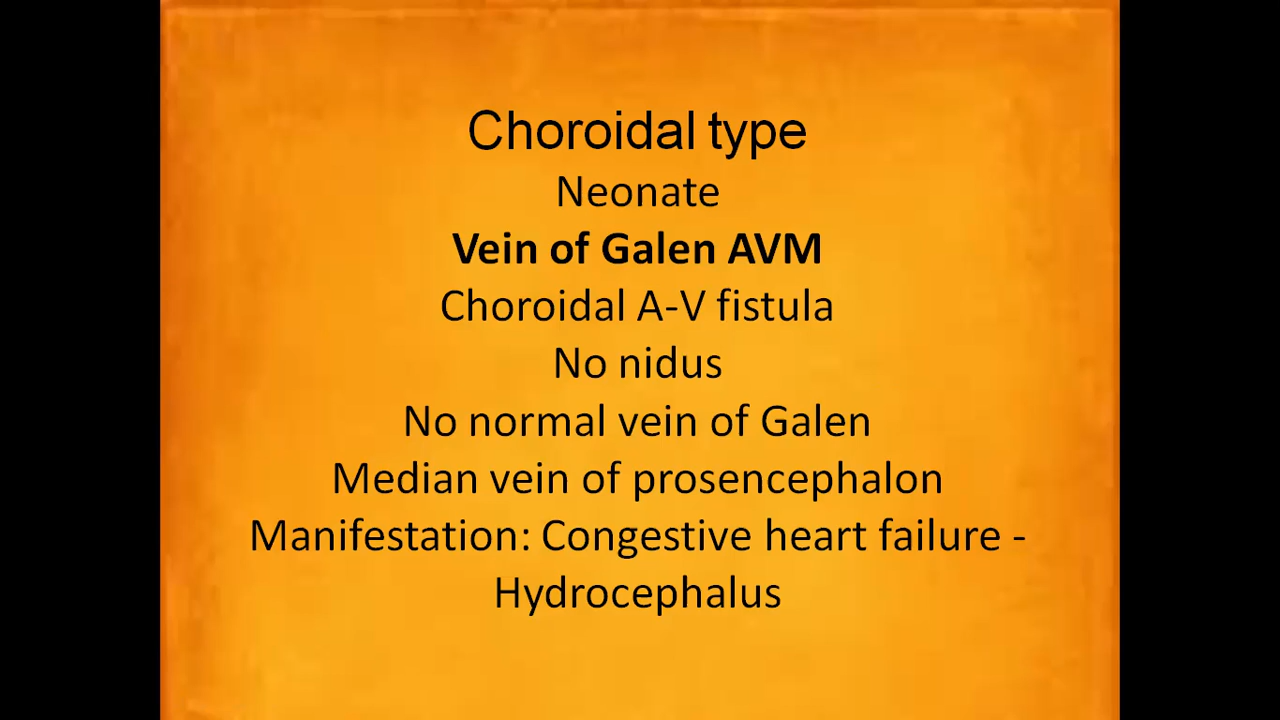 Choroidal type
Neonate
Vein of Galen AVM
Choroidal A-V fistula
No nidus
No normal vein of Galen
Median vein of prosencephalon
Manifestation: Congestive heart failure -
Hydrocephalus